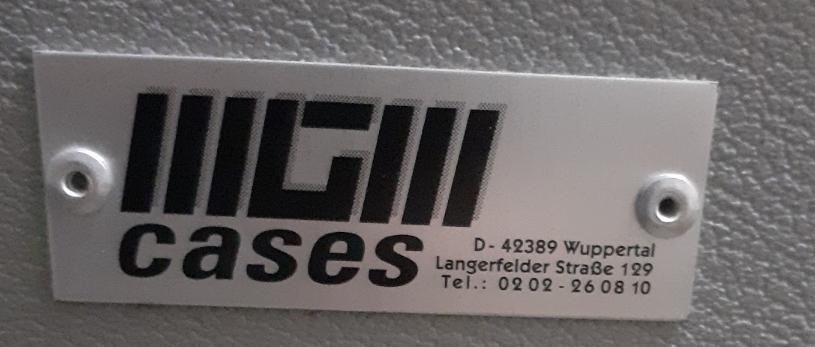 MGM
cases
D- 42389 Wuppertal
Langerfelder Straße 129
Tel.: 02 02 - 26 08 10